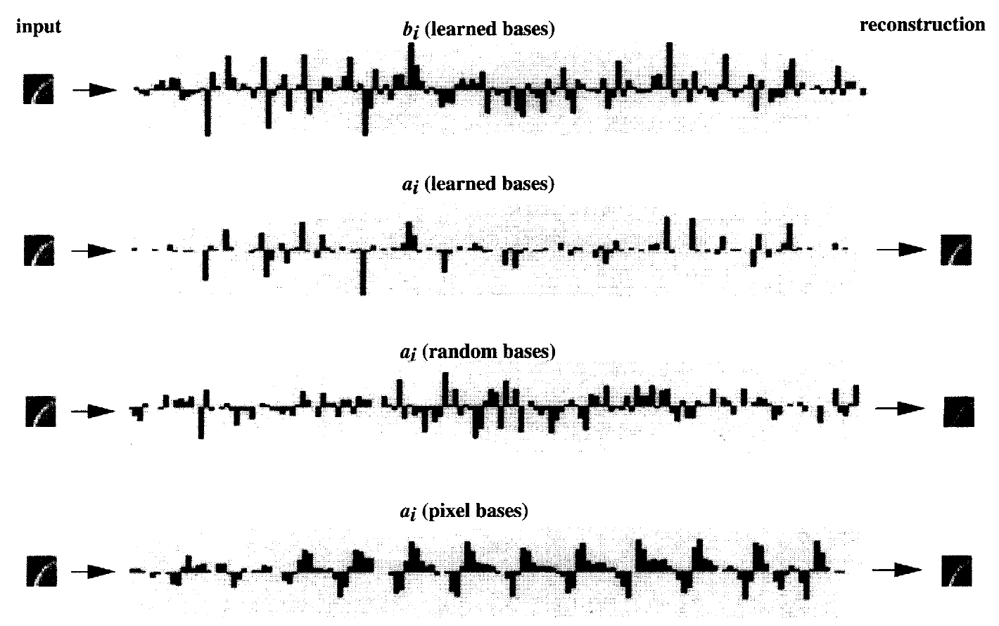 input
b_i (learned bases)
reconstruction
a_i (learned bases)
a_i (random bases)
a_i (pixel bases)